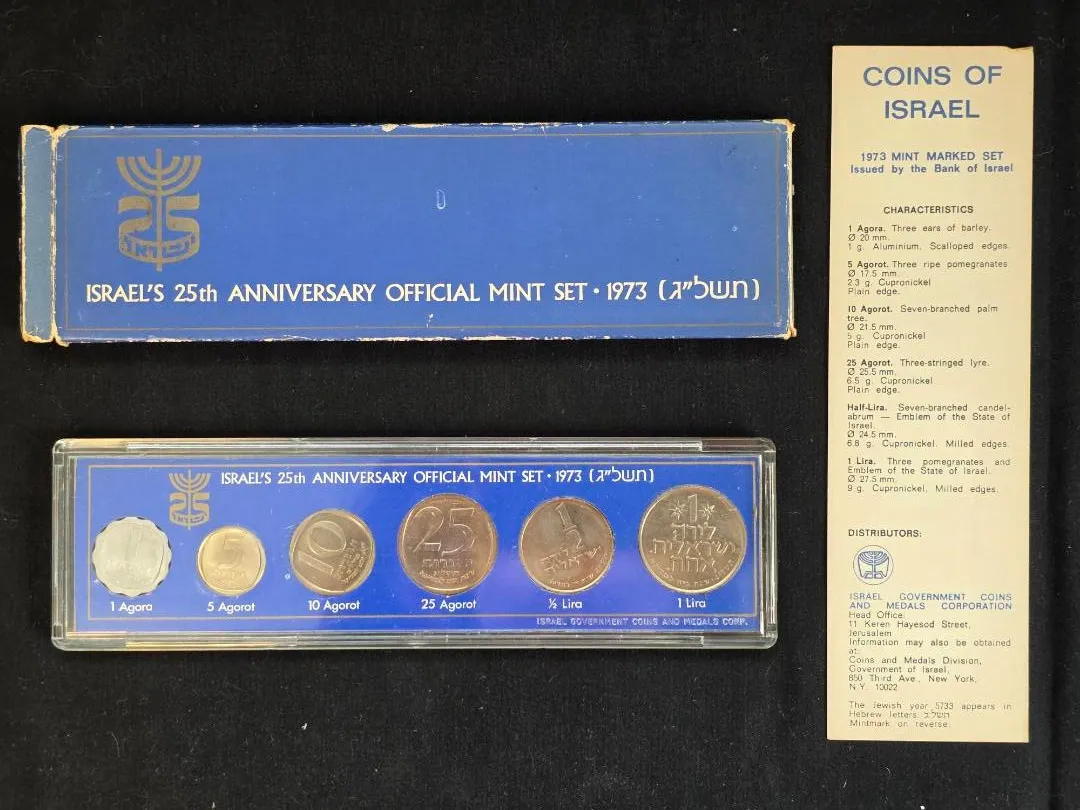 ISRAEL'S 25th ANNIVERSARY OFFICIAL MINT SET • 1973 (תשל״ג)
ISRAEL'S 25th ANNIVERSARY OFFICIAL MINT SET • 1973 (תשל״ג)
5
10
25
1/2
1
לירה
ישראלית
אחת
1 Agora
5 Agorot
10 Agorot
25 Agorot
½ Lira
1 Lira
ISRAEL GOVERNMENT COINS AND MEDALS CORP.
COINS OF
ISRAEL
1973 MINT MARKED SET
Issued by the Bank of Israel
CHARACTERISTICS
1 Agora. Three ears of barley.
Ø 20 mm.
1 g. Aluminium. Scalloped edges.
5 Agorot. Three ripe pomegranates
Ø 17.5 mm.
2.3 g. Cupronickel
Plain edge.
10 Agorot. Seven-branched palm
tree.
Ø 21.5 mm.
5 g. Cupronickel
Plain edge.
25 Agorot. Three-stringed lyre.
Ø 25.5 mm.
6.5 g. Cupronickel
Plain edge.
Half-Lira. Seven-branched candel-
abrum — Emblem of the State of
Israel.
Ø 24.5 mm.
6.8 g. Cupronickel. Milled edges.
1 Lira. Three pomegranates and
Emblem of the State of Israel.
Ø 27.5 mm.
9 g. Cupronickel. Milled edges.
DISTRIBUTORS:
ISRAEL GOVERNMENT COINS
AND MEDALS CORPORATION
Head Office:
11 Keren Hayesod Street,
Jerusalem
Information may also be obtained
at:
Coins and Medals Division,
Government of Israel,
850 Third Ave., New York,
N.Y. 10022
The Jewish year 5733 appears in
Hebrew letters
Mintmark on reverse.